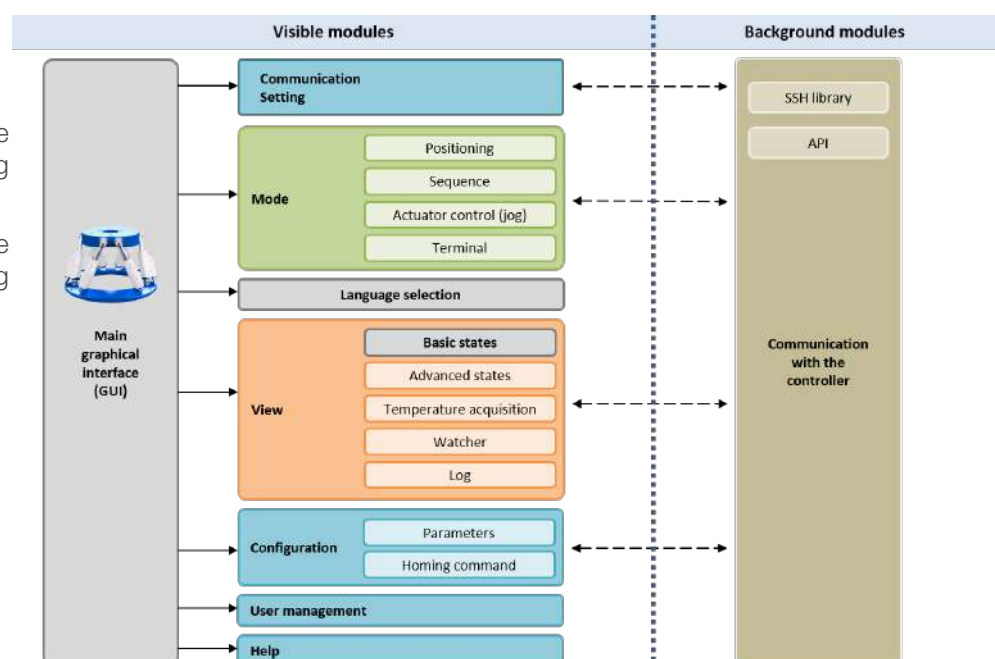 Visible modules
Background modules
e
g
e
g
Main
graphical
interface
(GUI)
Communication
Setting
Mode
Positioning
Sequence
Actuator control (jog)
Terminal
Language selection
View
Basic states
Advanced states
Temperature acquisition
Watcher
Log
Configuration
Parameters
Homing command
User management
Help
SSH library
API
Communication
with the
controller